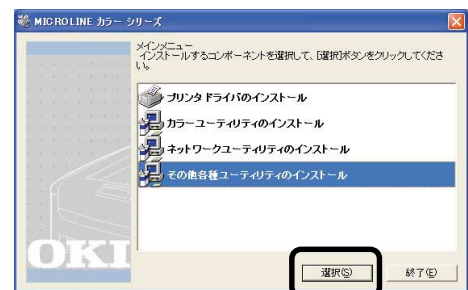 MICROLINE カラー シリーズ
メインメニュー
インストールするコンポーネントを選択して、[選択]ボタンをクリックしてくださ
い。
プリンタ ドライバのインストール
カラーユーティリティのインストール
ネットワークユーティリティのインストール
その他各種ユーティリティのインストール
OKI
選択(S)
終了(E)